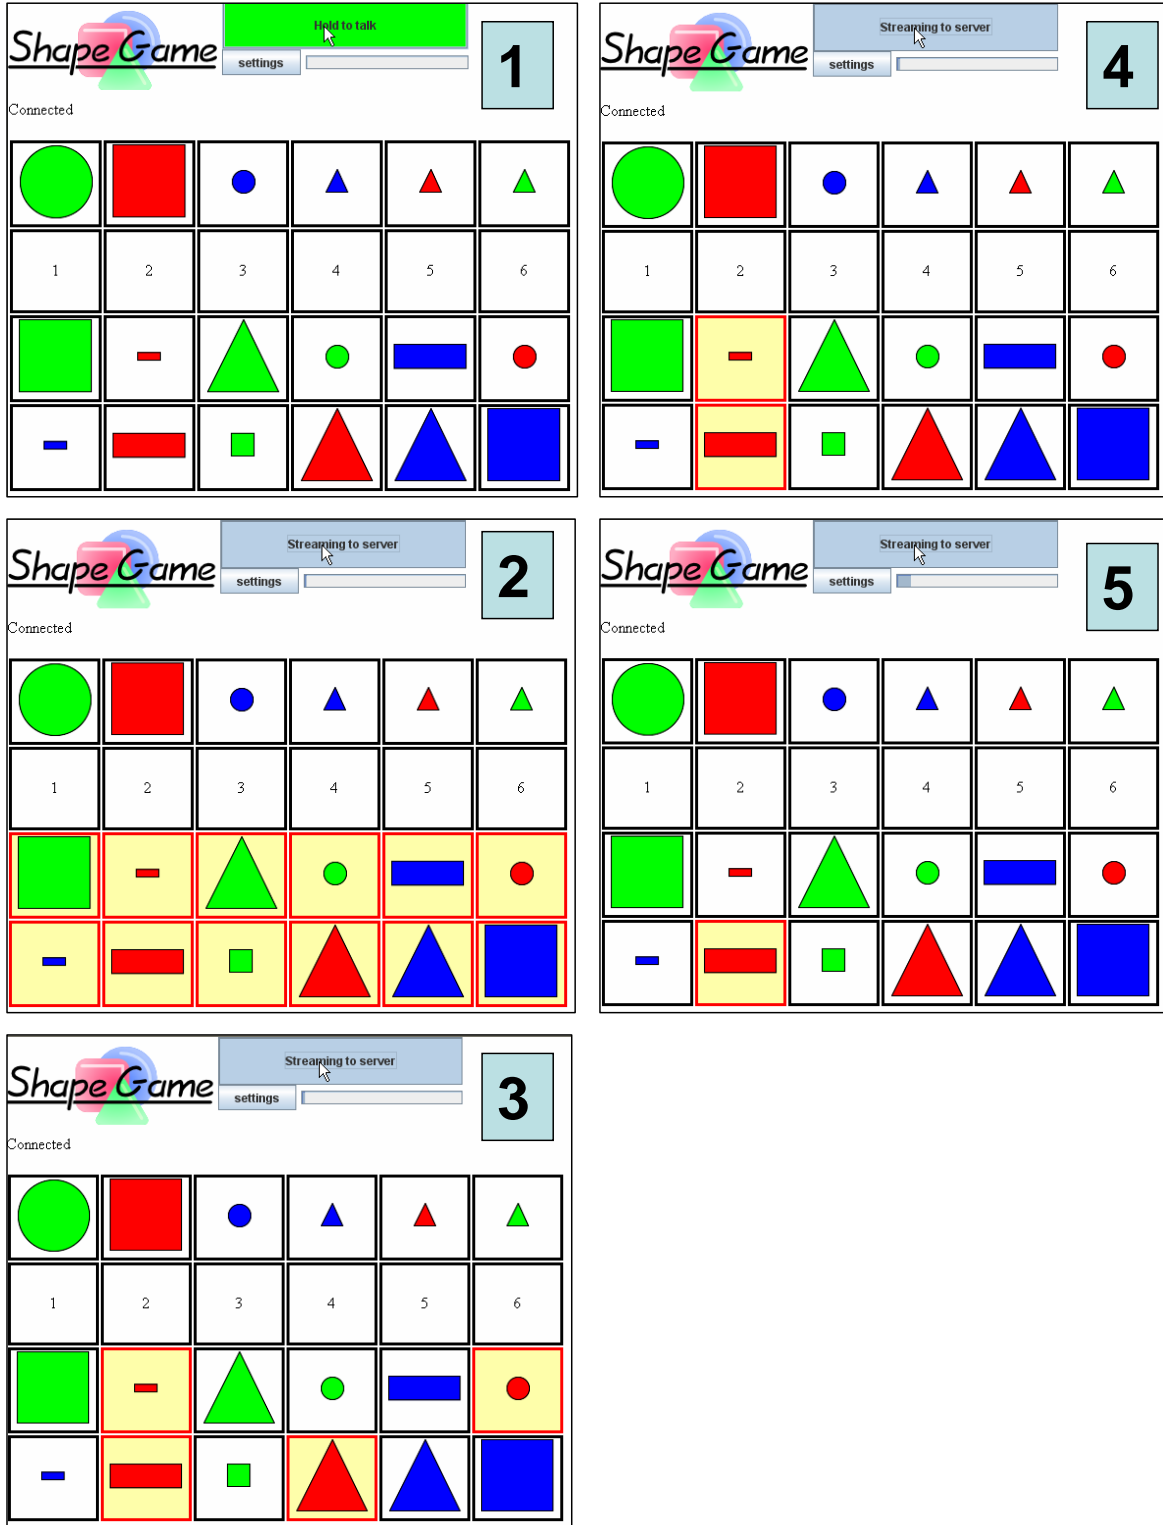 Shape Game
Hold to talk
settings
1
Connected
1 2 3 4 5 6
Shape Game
Streaming to server
settings
4
Connected
1 2 3 4 5 6
Shape Game
Streaming to server
settings
2
Connected
1 2 3 4 5 6
Shape Game
Streaming to server
settings
5
Connected
1 2 3 4 5 6
Shape Game
Streaming to server
settings
3
Connected
1 2 3 4 5 6